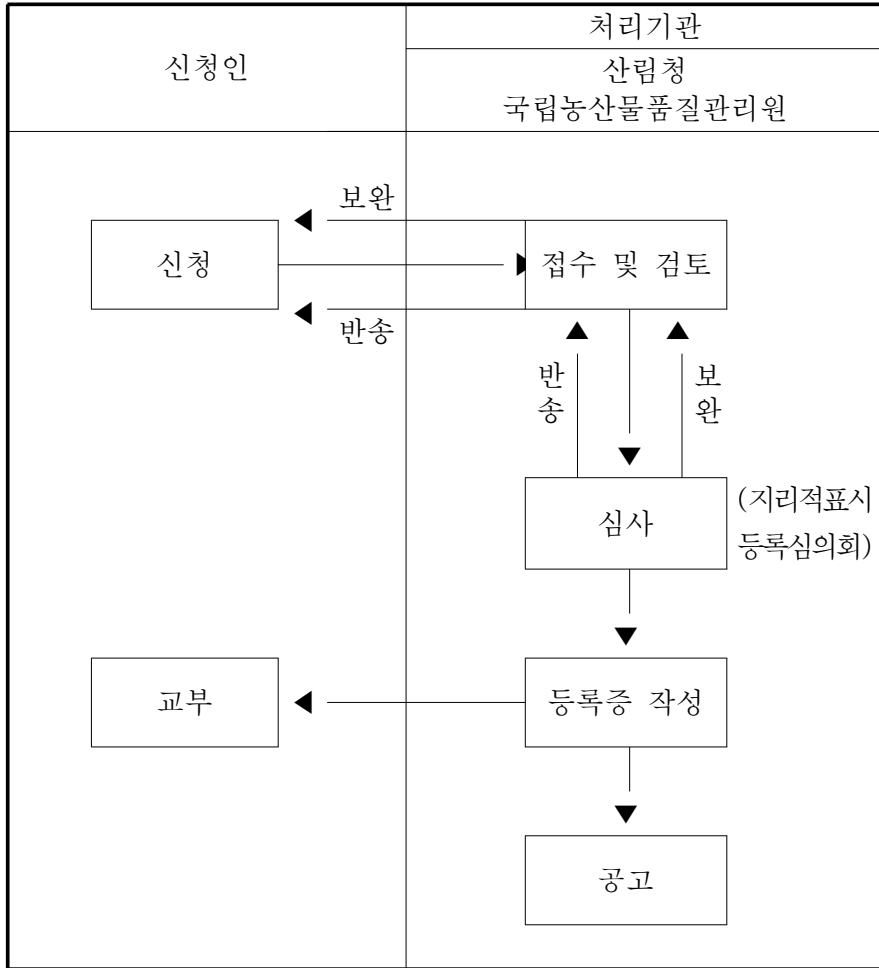 신청인
처리기관
산림청
국립농산물품질관리원
보완
신청
접수 및 검토
반송
반송
보완
심사
(지리적표시
등록심의회)
교부
등록증 작성
공고